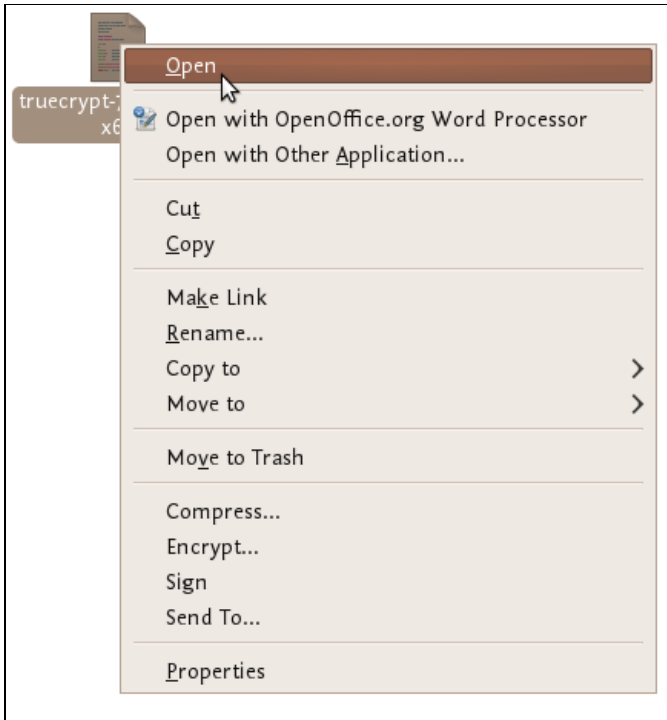 Open
truecrypt-7
x6
Open with OpenOffice.org Word Processor
Open with Other Application...
Cut
Copy
Make Link
Rename...
Copy to
Move to
Move to Trash
Compress...
Encrypt...
Sign
Send To...
Properties